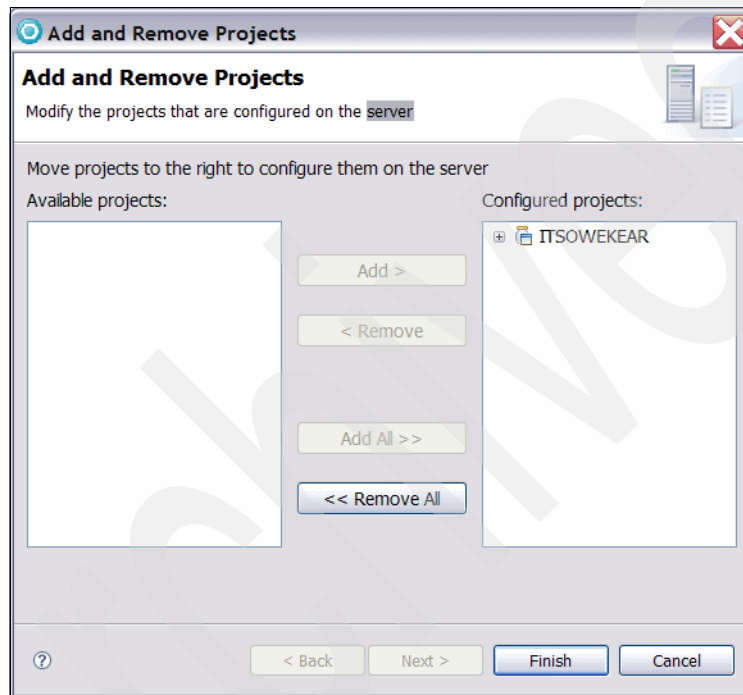 Add and Remove Projects
Add and Remove Projects
Modify the projects that are configured on the server
Move projects to the right to configure them on the server
Available projects:
Configured projects:
ITSOWEKEAR
Add >
< Remove
Add All >>
<< Remove All
?
< Back
Next >
Finish
Cancel